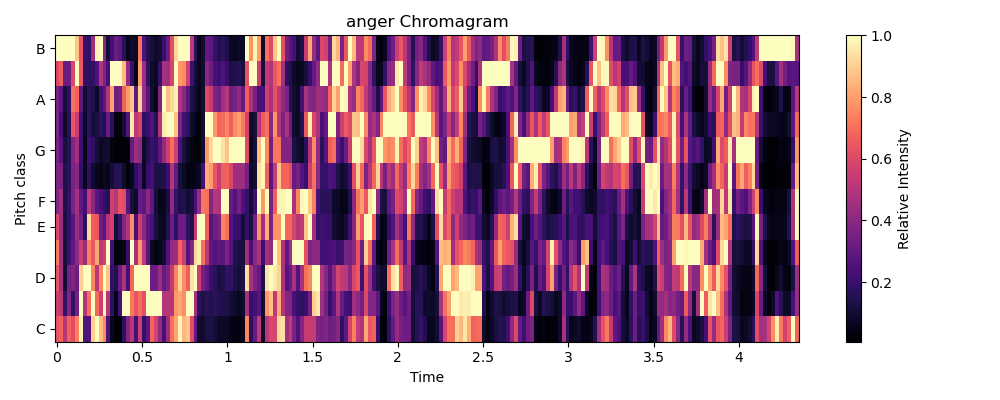 anger Chromagram
B
A
G
F
E
D
C
Pitch class
0 0.5 1 1.5 2 2.5 3 3.5 4
Time
1.0
0.8
0.6
0.4
0.2
Relative Intensity